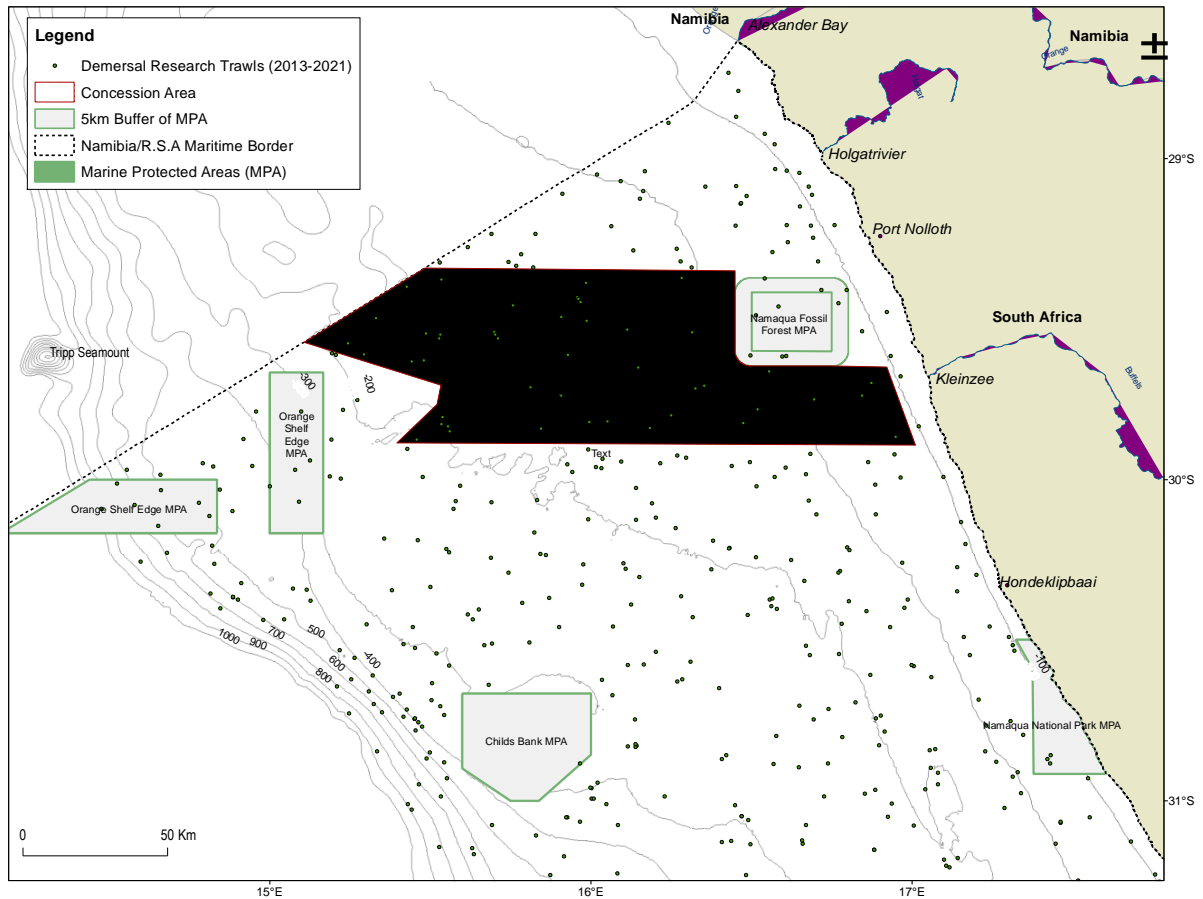 Legend
Demersal Research Trawls (2013-2021)
Concession Area
5km Buffer of MPA
Namibia/R.S.A Maritime Border
Marine Protected Areas (MPA)
Namibia
Alexander Bay
Namibia
Orange
Holgat
Holgatrivier
29°S
Port Nolloth
Namaqua Fossil
Forest MPA
South Africa
Tripp Seamount
Kleinzee
Buffels
-300
-200
Orange
Shelf
Edge
MPA
Text
30°S
Orange Shelf Edge MPA
Hondeklipbaai
1000
900
700
500
600
800
-400
-100
Childs Bank MPA
Namaqua National Park MPA
31°S
0
50 Km
15°E
16°E
17°E